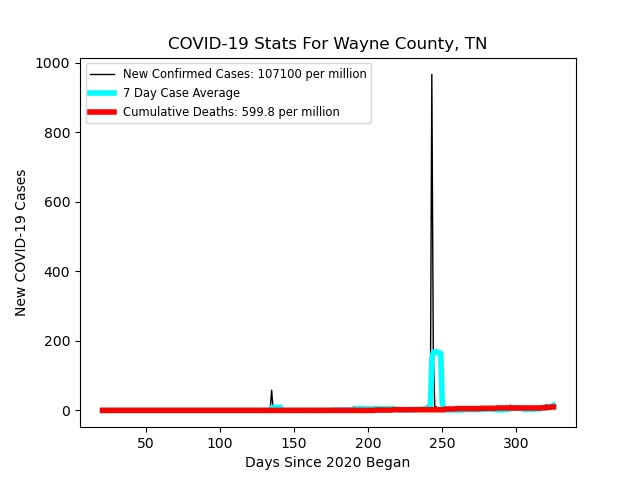 COVID-19 Stats For Wayne County, TN
New Confirmed Cases: 107100 per million
7 Day Case Average
Cumulative Deaths: 599.8 per million
New COVID-19 Cases
1000
800
600
400
200
0
50 100 150 200 250 300
Days Since 2020 Began